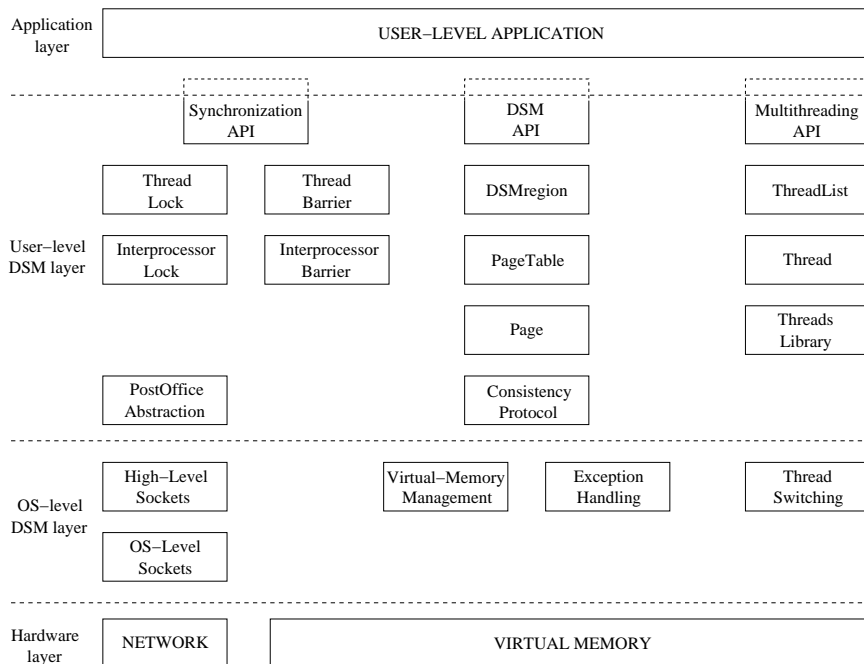 Application
layer
USER−LEVEL APPLICATION
Synchronization
API
DSM
API
Multithreading
API
Thread
Lock
Thread
Barrier
DSMregion
ThreadList
User−level
DSM layer
Interprocessor
Lock
Interprocessor
Barrier
PageTable
Thread
Page
Threads
Library
PostOffice
Abstraction
Consistency
Protocol
OS−level
DSM layer
High−Level
Sockets
Virtual−Memory
Management
Exception
Handling
Thread
Switching
OS−Level
Sockets
Hardware
layer
NETWORK
VIRTUAL MEMORY